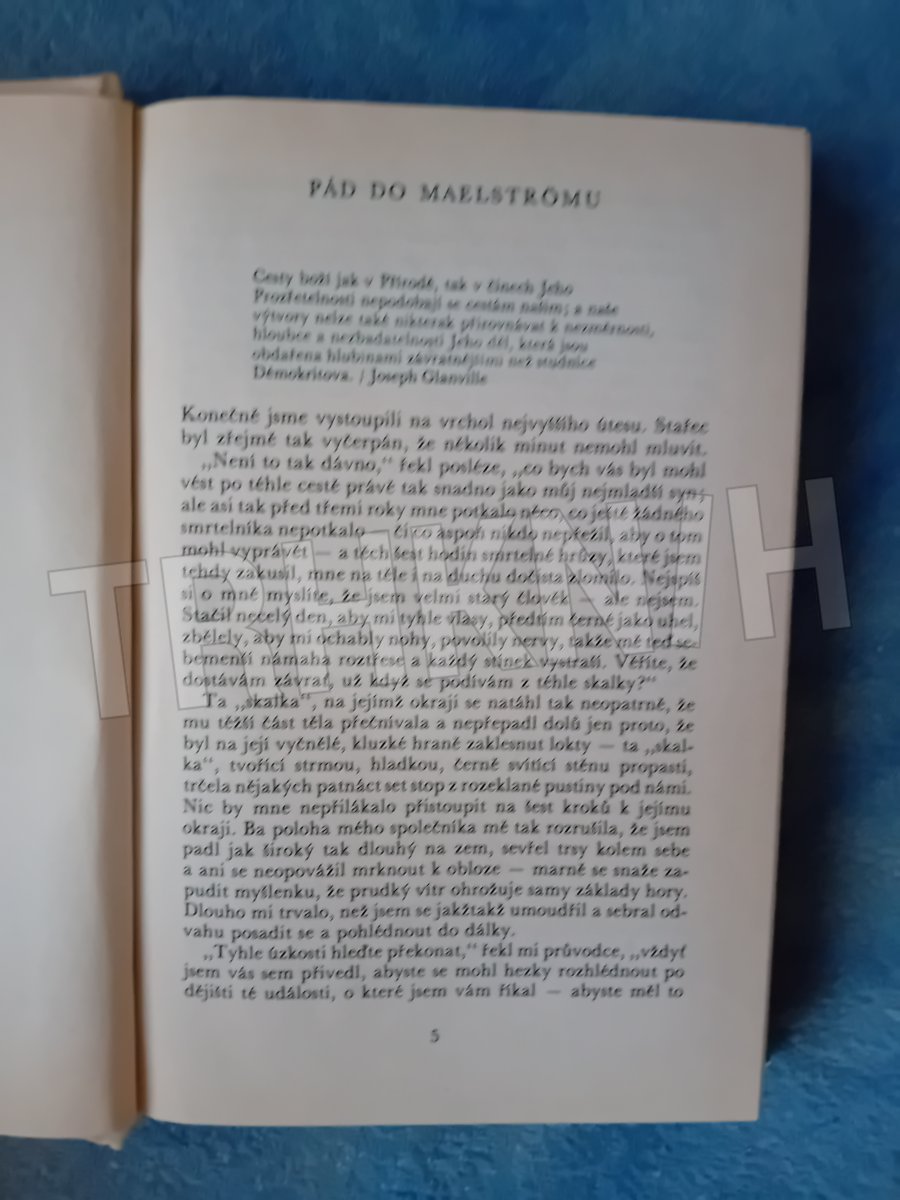 PÁD DO MAELSTRÖMU
Cesty boží jak v Přírodě, tak v činech Jeho
Prozřetelnosti nepodobají se cestám našim; a naše
výtvory nelze také nikterak přirovnávat k nezměrnosti,
hloubce a nezbadatelnosti Jeho děl, která jsou
obdařena hlubinami závratnějšími než studnice
Démokritova. / Joseph Glanville
Konečně jsme vystoupili na vrchol nejvyššího útesu. Stařec
byl zřejmě tak vyčerpán, že několik minut nemohl mluvit.
„Není to tak dávno,“ řekl posléze, „co bych vás byl mohl
vést po téhle cestě právě tak snadno jako můj nejmladší syn;
ale asi tak před třemi roky mne potkalo něco, co ještě žádného
smrtelníka nepotkalo — či co aspoň nikdo nepřežil, aby o tom
mohl vyprávět — a těch šest hodin smrtelné hrůzy, které jsem
tehdy zakusil, mne na těle i na duchu dočista zlomilo. Nejspíš
si o mně myslíte, že jsem velmi starý člověk — ale nejsem.
Stačil necelý den, aby mi tyhle vlasy, předtím černé jako uhel,
zbělely, aby mi ochably nohy, povolily nervy, takže mě teď se-
bemenší námaha roztřese a každý stínek vystraší. Věříte, že
dostávám závrať, už když se podívám z téhle skalky?“
Ta „skalka“, na jejímž okraji se natáhl tak neopatrně, že
mu těžší část těla přečnívala a nepřepadl dolů jen proto, že
byl na její vyčnělé, kluzké hraně zaklesnut lokty — ta „skal-
ka“, tvořící strmou, hladkou, černě svítící stěnu propasti,
trčela nějakých patnáct set stop z rozeklané pustiny pod námi.
Nic by mne nepřilákalo přistoupit na šest kroků k jejímu
okraji. Ba poloha mého společníka mě tak rozrušila, že jsem
padl jak široký tak dlouhý na zem, sevřel trsy kolem sebe
a ani se neopovážil mrknout k obloze — marně se snaže za-
pudit myšlenku, že prudký vítr ohrožuje samy základy hory.
Dlouho mi trvalo, než jsem se jakžtakž umoudřil a sebral od-
vahu posadit se a pohlédnout do dálky.
„Tyhle úzkosti hleďte překonat,“ řekl mi průvodce, „vždyť
jsem vás sem přivedl, abyste se mohl hezky rozhlédnout po
dějišti té události, o které jsem vám říkal — abyste měl to
5